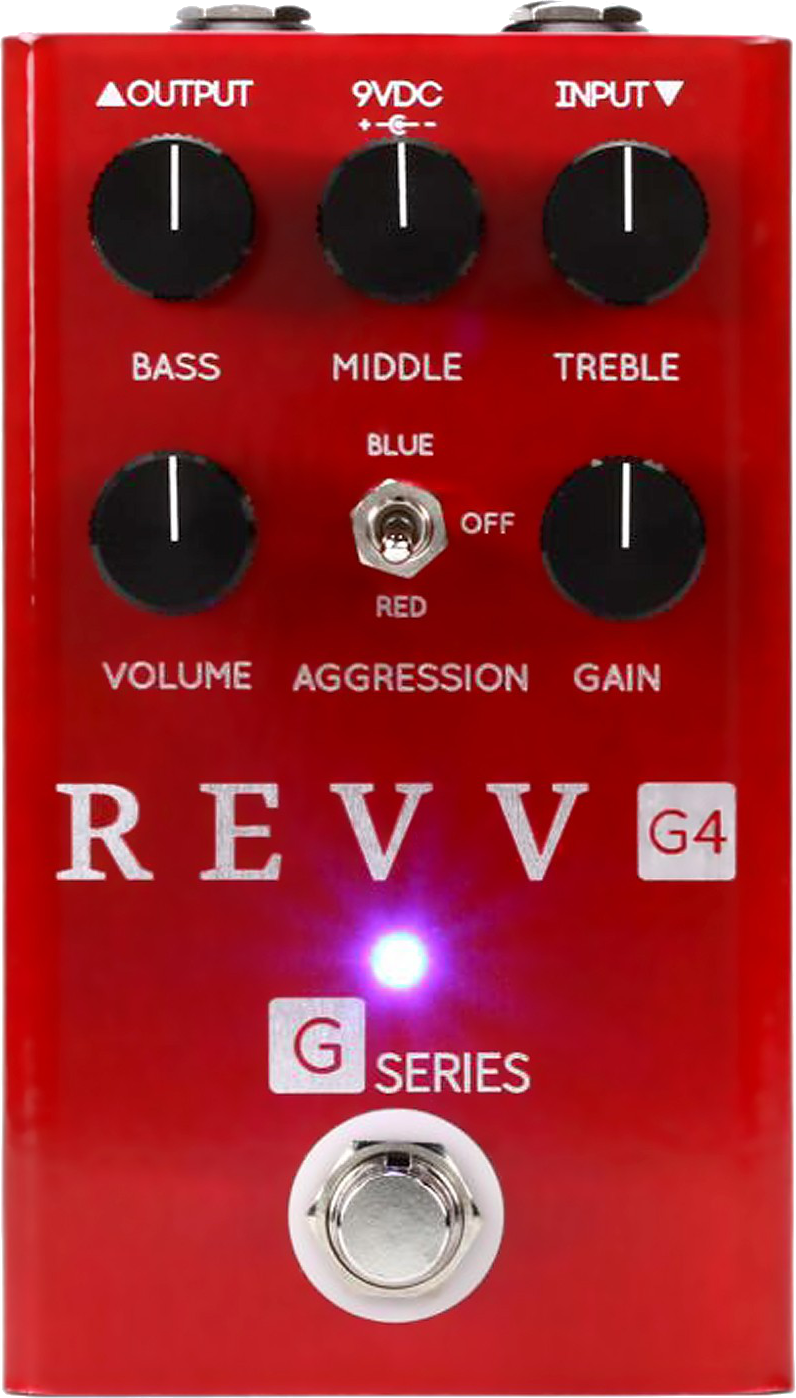 ▲OUTPUT 9VDC INPUT▼
+ -
BASS MIDDLE TREBLE
BLUE
OFF
RED
VOLUME AGGRESSION GAIN
REVV G4
G SERIES